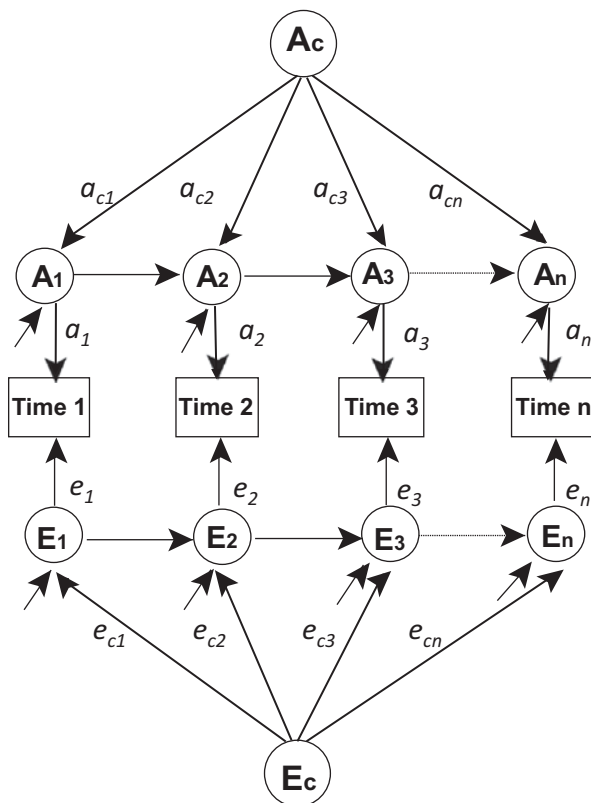 Ac
ac1 ac2 ac3 acn
A1 A2 A3 An
a1 a2 a3 an
Time 1 Time 2 Time 3 Time n
e1 e2 e3 en
E1 E2 E3 En
ec1 ec2 ec3 ecn
Ec